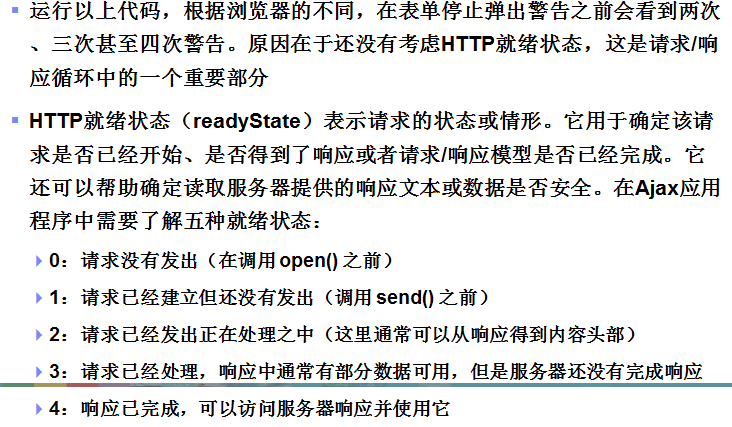 运行以上代码，根据浏览器的不同，在表单停止弹出警告之前会看到两次
、三次甚至四次警告。原因在于还没有考虑HTTP就绪状态，这是请求/响
应循环中的一个重要部分
HTTP就绪状态（readyState）表示请求的状态或情形。它用于确定该请
求是否已经开始、是否得到了响应或者请求/响应模型是否已经完成。它
还可以帮助确定读取服务器提供的响应文本或数据是否安全。在Ajax应用
程序中需要了解五种就绪状态：
0：请求没有发出（在调用 open() 之前）
1：请求已经建立但还没有发出（调用 send() 之前）
2：请求已经发出正在处理之中（这里通常可以从响应得到内容头部）
3：请求已经处理，响应中通常有部分数据可用，但是服务器还没有完成响应
4：响应已完成，可以访问服务器响应并使用它